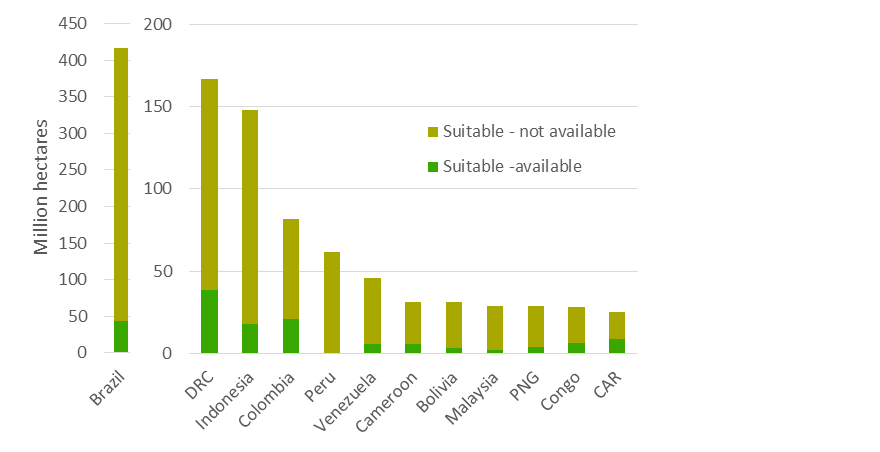 Million hectares
450
400
350
300
250
200
150
100
50
0
200
150
100
50
0
Suitable - not available
Suitable -available
Brazil
DRC
Indonesia
Colombia
Peru
Venezuela
Cameroon
Bolivia
Malaysia
PNG
Congo
CAR